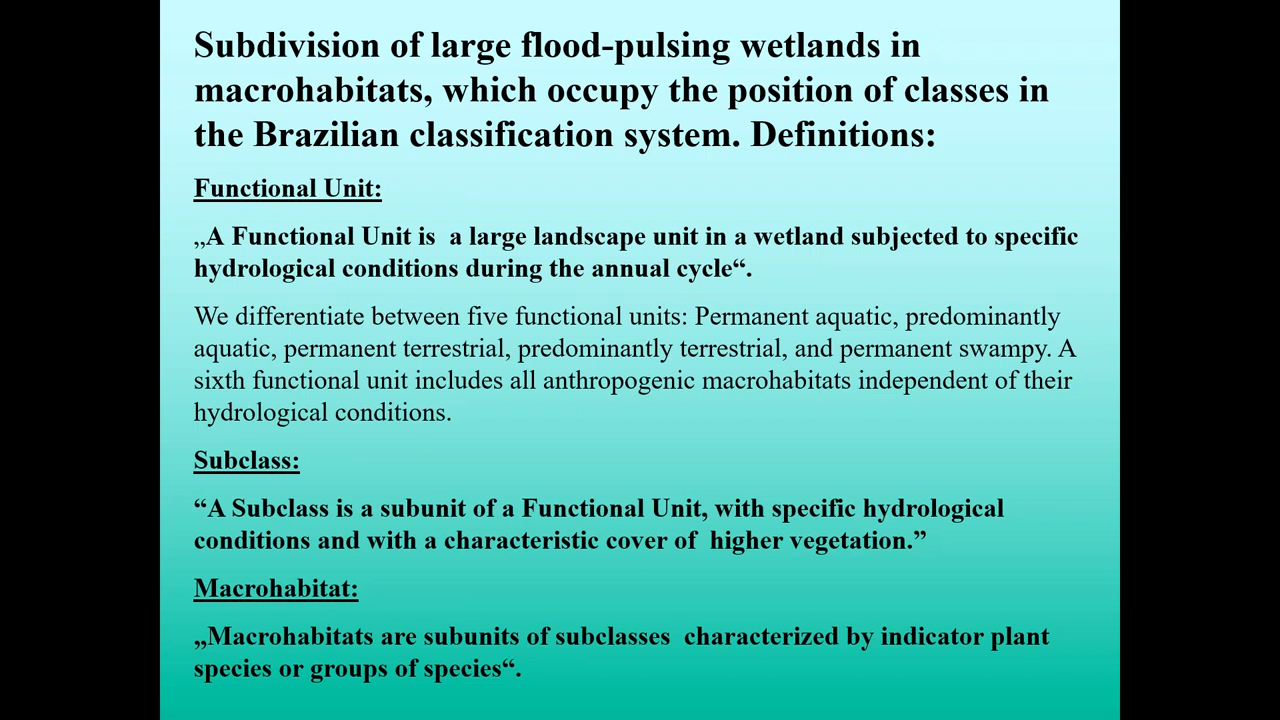 Subdivision of large flood-pulsing wetlands in
macrohabitats, which occupy the position of classes in
the Brazilian classification system. Definitions:
Functional Unit:
„A Functional Unit is  a large landscape unit in a wetland subjected to specific
hydrological conditions during the annual cycle“.
We differentiate between five functional units: Permanent aquatic, predominantly
aquatic, permanent terrestrial, predominantly terrestrial, and permanent swampy. A
sixth functional unit includes all anthropogenic macrohabitats independent of their
hydrological conditions.
Subclass:
“A Subclass is a subunit of a Functional Unit, with specific hydrological
conditions and with a characteristic cover of  higher vegetation.”
Macrohabitat:
„Macrohabitats are subunits of subclasses  characterized by indicator plant
species or groups of species“.